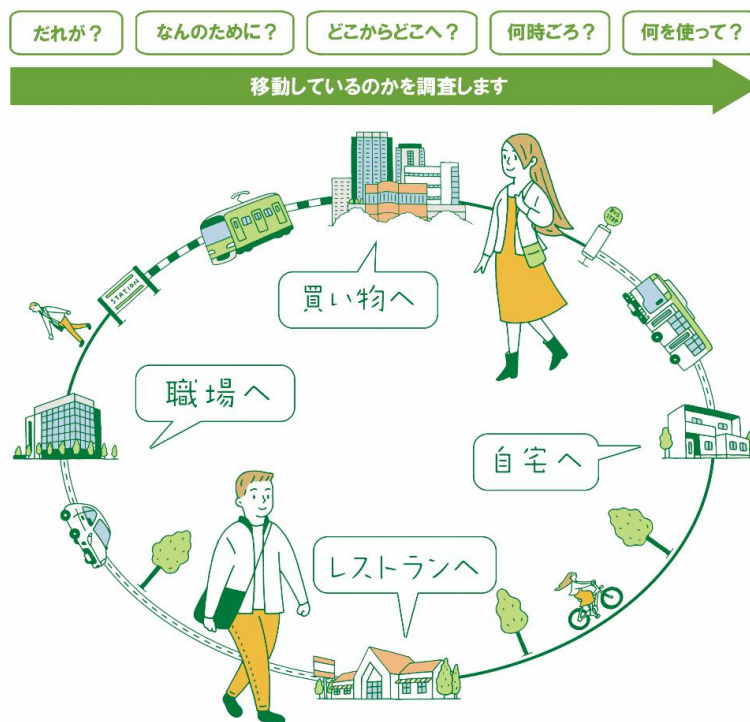 だれが？
なんのために？
どこからどこへ？
何時ごろ？
何を使って？
移動しているのかを調査します
買い物へ
BUS
STOP
STATION
職場へ
自宅へ
レストランへ